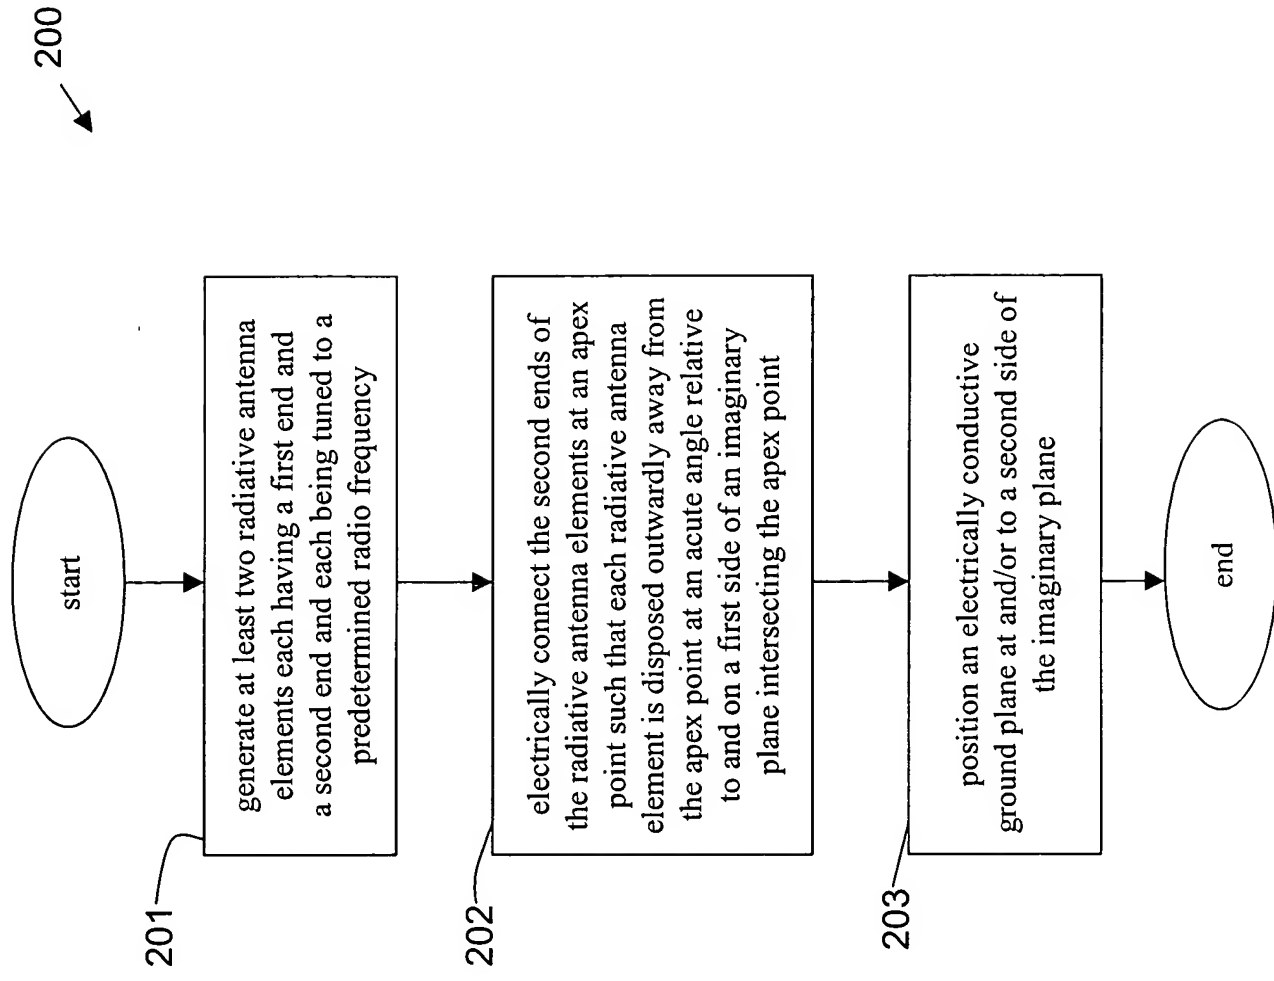 200
start
201
generate at least two radiative antenna
elements each having a first end and
a second end and each being tuned to a
predetermined radio frequency
202
electrically connect the second ends of
the radiative antenna elements at an apex
point such that each radiative antenna
element is disposed outwardly away from
the apex point at an acute angle relative
to and on a first side of an imaginary
plane intersecting the apex point
203
position an electrically conductive
ground plane at and/or to a second side of
the imaginary plane
end